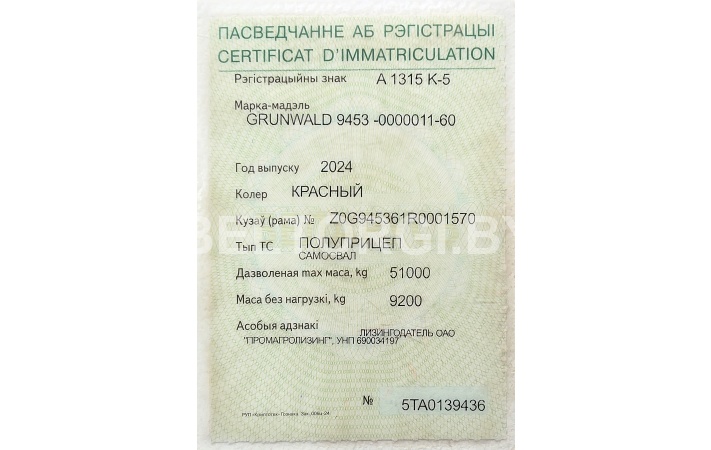 ПАСВЕДЧАННЕ АБ РЭГІСТРАЦЫІ
CERTIFICAT D'IMMATRICULATION
Рэгістрацыйны знак А 1315 К-5
Марка-мадэль
GRUNWALD 9453 -0000011-60
Год выпуску 2024
Колер КРАСНЫЙ
Кузаў (рама) № Z0G945361R0001570
Тып ТС ПОЛУПРИЦЕП
САМОСВАЛ
BELTORGI.BY
Дазволеная max маса, kg 51000
Маса без нагрузкі, kg 9200
Асобыя адзнакі ЛИЗИНГОДАТЕЛЬ ОАО
"ПРОМАГРОЛИЗИНГ", УНП 690034197
№ 5ТА0139436